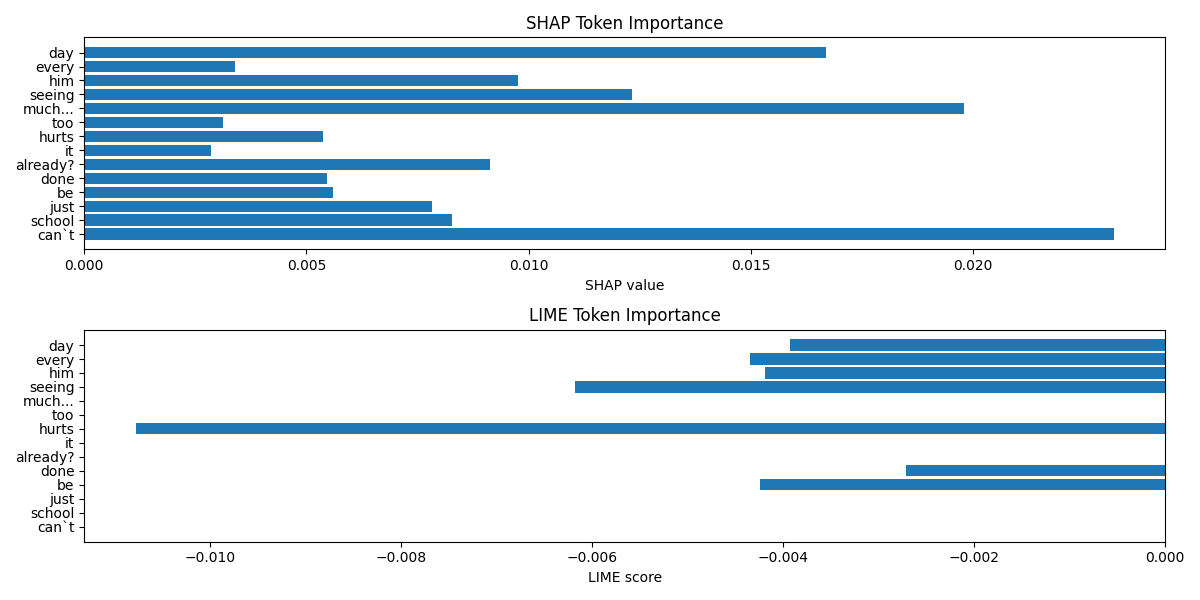 SHAP Token Importance
day
every
him
seeing
much...
too
hurts
it
already?
done
be
just
school
can`t
0.000 0.005 0.010 0.015 0.020
SHAP value
LIME Token Importance
day
every
him
seeing
much...
too
hurts
it
already?
done
be
just
school
can`t
−0.010 −0.008 −0.006 −0.004 −0.002 0.000
LIME score